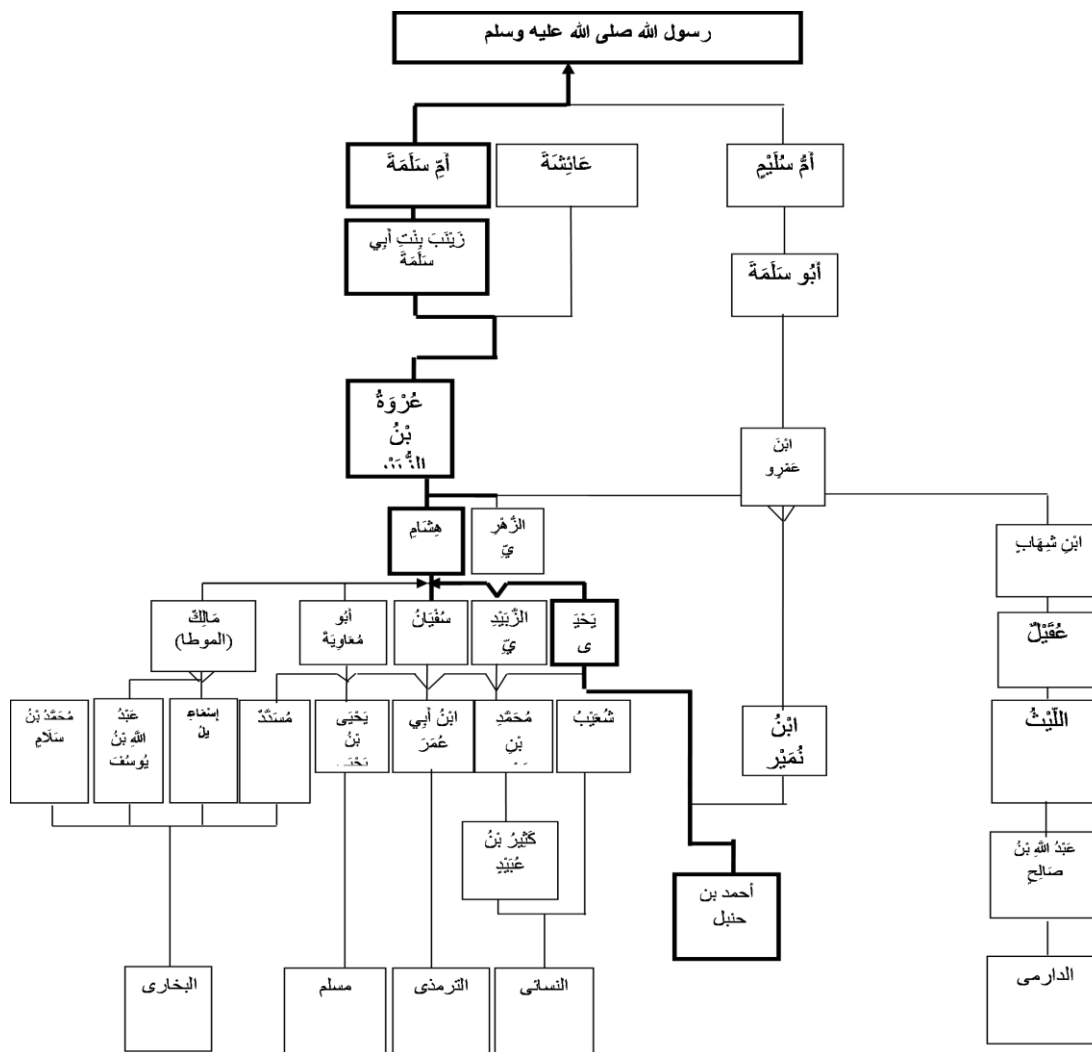 رسول الله صلى الله عليه وسلم
أُمُّ سُلَيْمٍ
عَائِشَةَ
أُمِّ سَلَمَةَ
زَيْنَبَ بِنْتِ أَبِي
سَلَمَةَ
أَبُو سَلَمَةَ
عُرْوَةُ
بْنُ
ابْنَ
عَمْرٍو
هِشَامِ
الزُّهْرِ
يِّ
ابْنِ شِهَابٍ
مَالِكٌ
(الموطا)
أَبُو
مُعَاوِيَةَ
سُفْيَانُ
الزُّبَيْدِ
يِّ
يَحْيَ
ى
عُقَيْلٌ
مُحَمَّدُ بْنُ
سَلَامٍ
عَبْدُ
اللَّهِ بْنُ
يُوسُفَ
إِسْمَاعِ
يلُ
مُسَدَّدٌ
يَحْيَى
بْنُ
ابْنُ أَبِي
عُمَرَ
مُحَمَّدِ
بْنِ
شُعَيْبُ
ابْنُ
نُمَيْر
اللَّيْثُ
كَثِيرُ بْنُ
عُبَيْدٍ
عَبْدُ اللَّهِ بْنُ
صَالِحٍ
أحمد بن
حنبل
البخارى
مسلم
الترمذى
النسائى
الدارمى